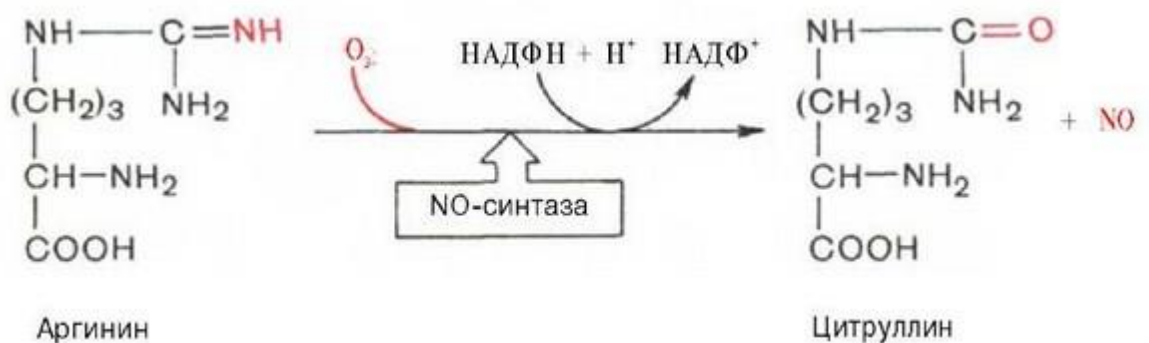 NH C=NH O₂ НАДФН + Н⁺ НАДФ⁺ NH C=O
(CH₂)₃ NH₂ (CH₂)₃ NH₂ + NO
CH—NH₂ NO-синтаза CH—NH₂
COOH COOH
Аргинин Цитруллин